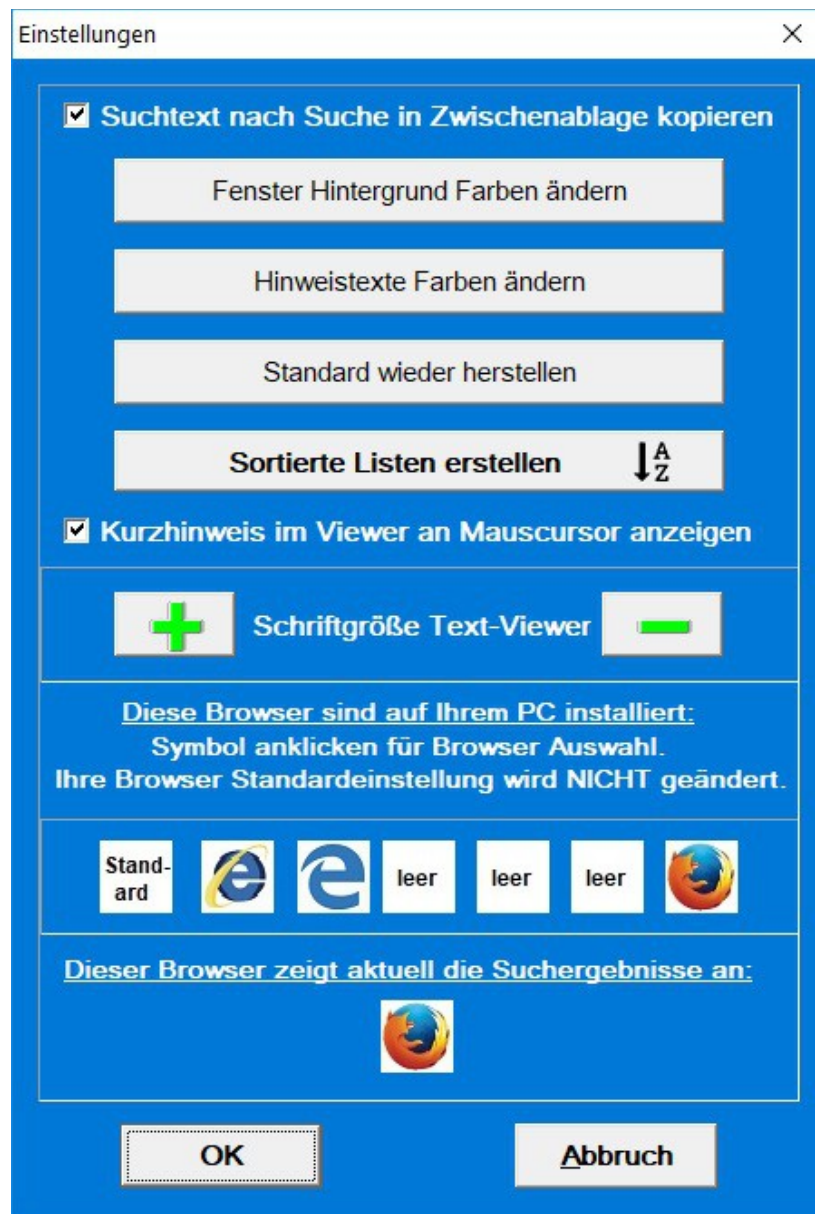 Einstellungen
Suchtext nach Suche in Zwischenablage kopieren
Fenster Hintergrund Farben ändern
Hinweistexte Farben ändern
Standard wieder herstellen
Sortierte Listen erstellen A
Z
Kurzhinweis im Viewer an Mauscursor anzeigen
Schriftgröße Text-Viewer
Diese Browser sind auf Ihrem PC installiert:
Symbol anklicken für Browser Auswahl.
Ihre Browser Standardeinstellung wird NICHT geändert.
Stand-
ard
leer leer leer
Dieser Browser zeigt aktuell die Suchergebnisse an:
OK Abbruch